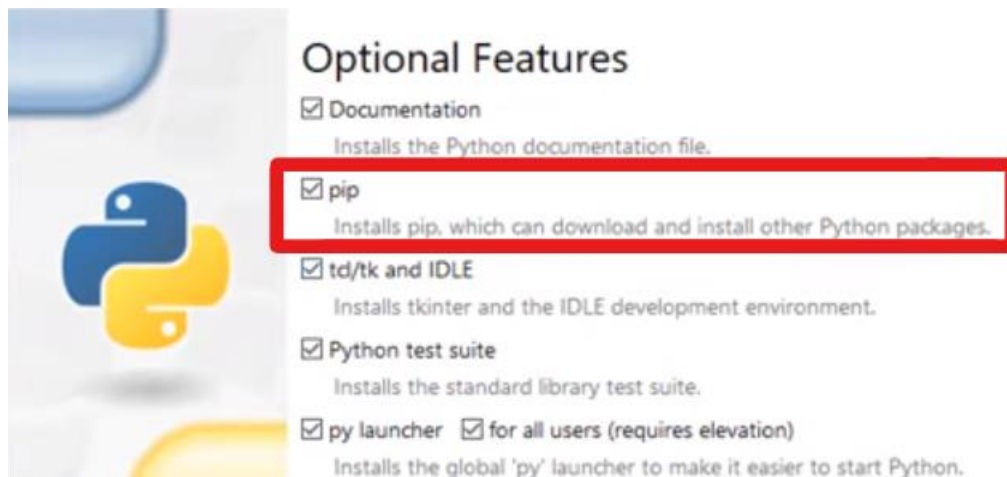 Optional Features
Documentation
Installs the Python documentation file.
pip
Installs pip, which can download and install other Python packages.
td/tk and IDLE
Installs tkinter and the IDLE development environment.
Python test suite
Installs the standard library test suite.
py launcher for all users (requires elevation)
Installs the global 'py' launcher to make it easier to start Python.